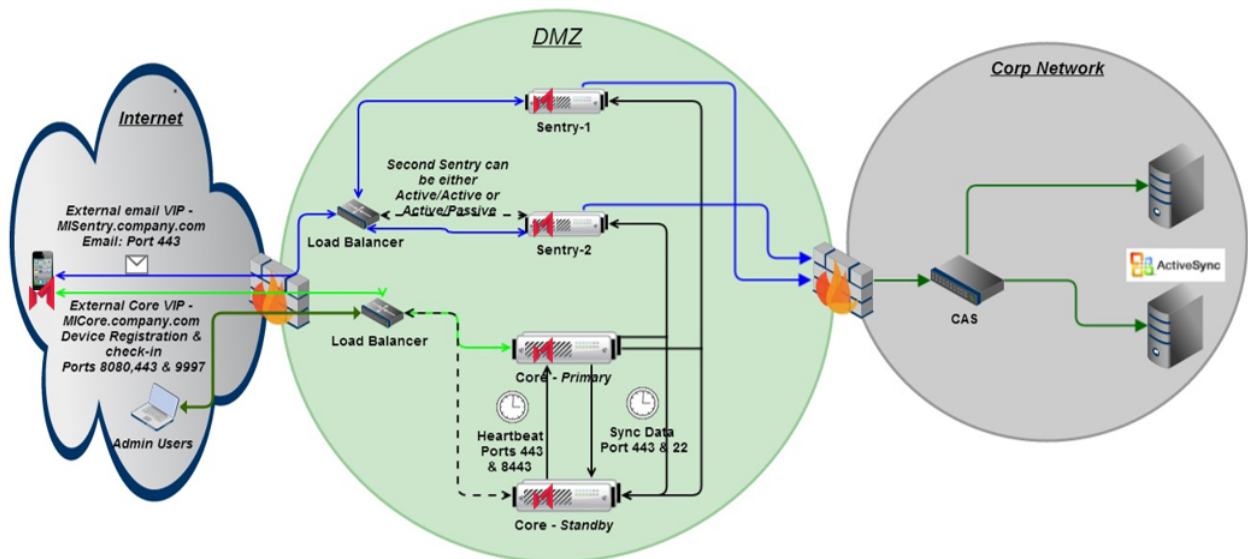 DMZ
Corp Network
Internet
Sentry-1
Second Sentry can
be either
Active/Active or
Active/Passive
External email VIP -
MISentry.company.com
Email: Port 443
Load Balancer
Sentry-2
ActiveSync
External Core VIP -
MICore.company.com
Device Registration &
check-in
Ports 8080,443 & 9997
Load Balancer
CAS
Core - Primary
Admin Users
Heartbeat
Ports 443
& 8443
Sync Data
Port 443 & 22
Core - Standby